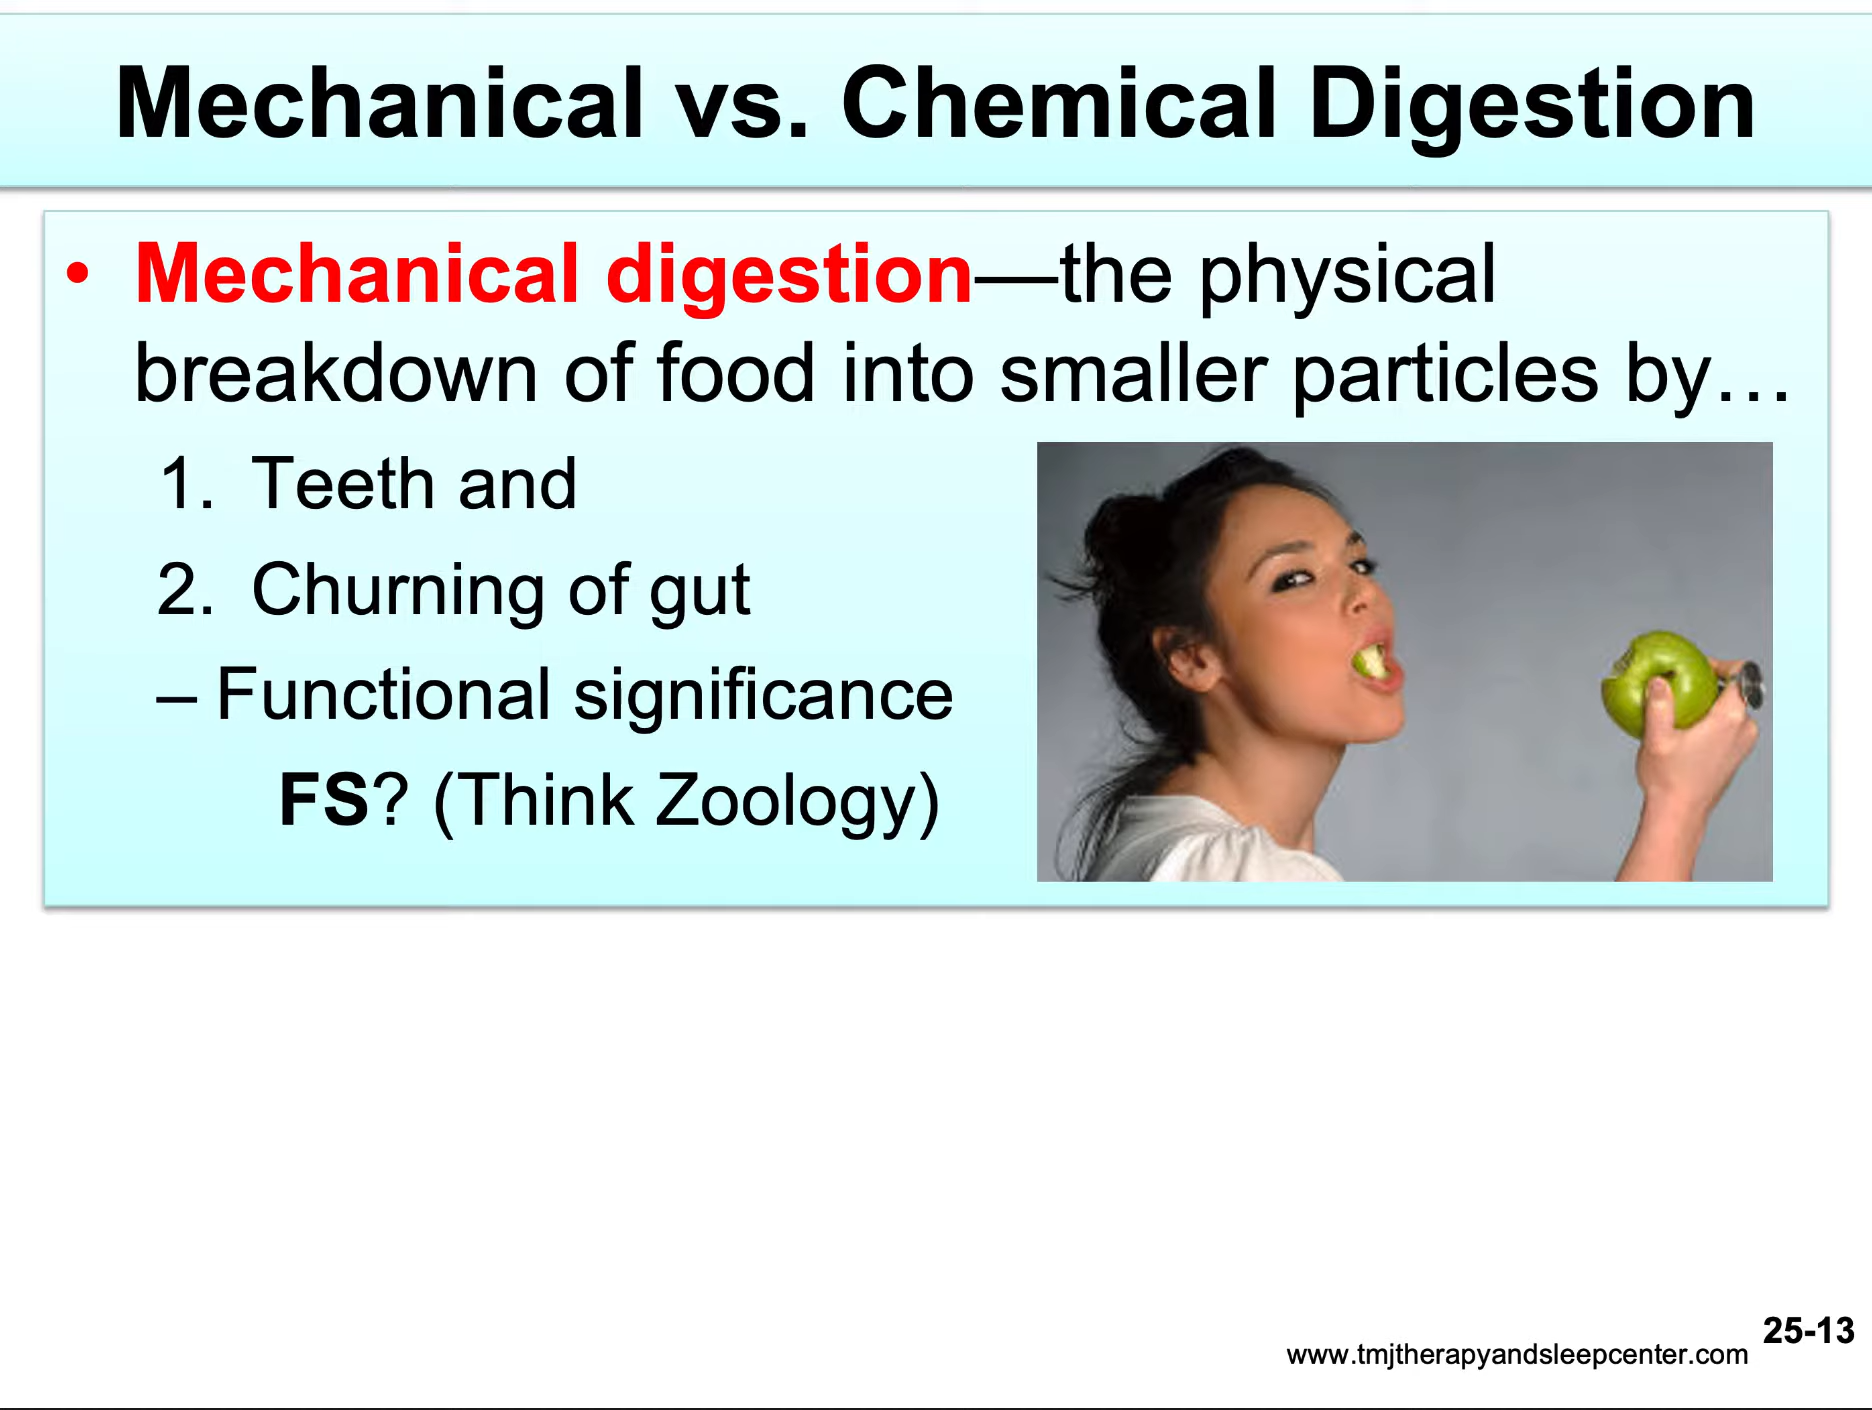 Mechanical vs. Chemical Digestion
• Mechanical digestion—the physical
breakdown of food into smaller particles by…
1. Teeth and
2. Churning of gut
– Functional significance
FS? (Think Zoology)
25-13
www.tmjtherapyandsleepcenter.com